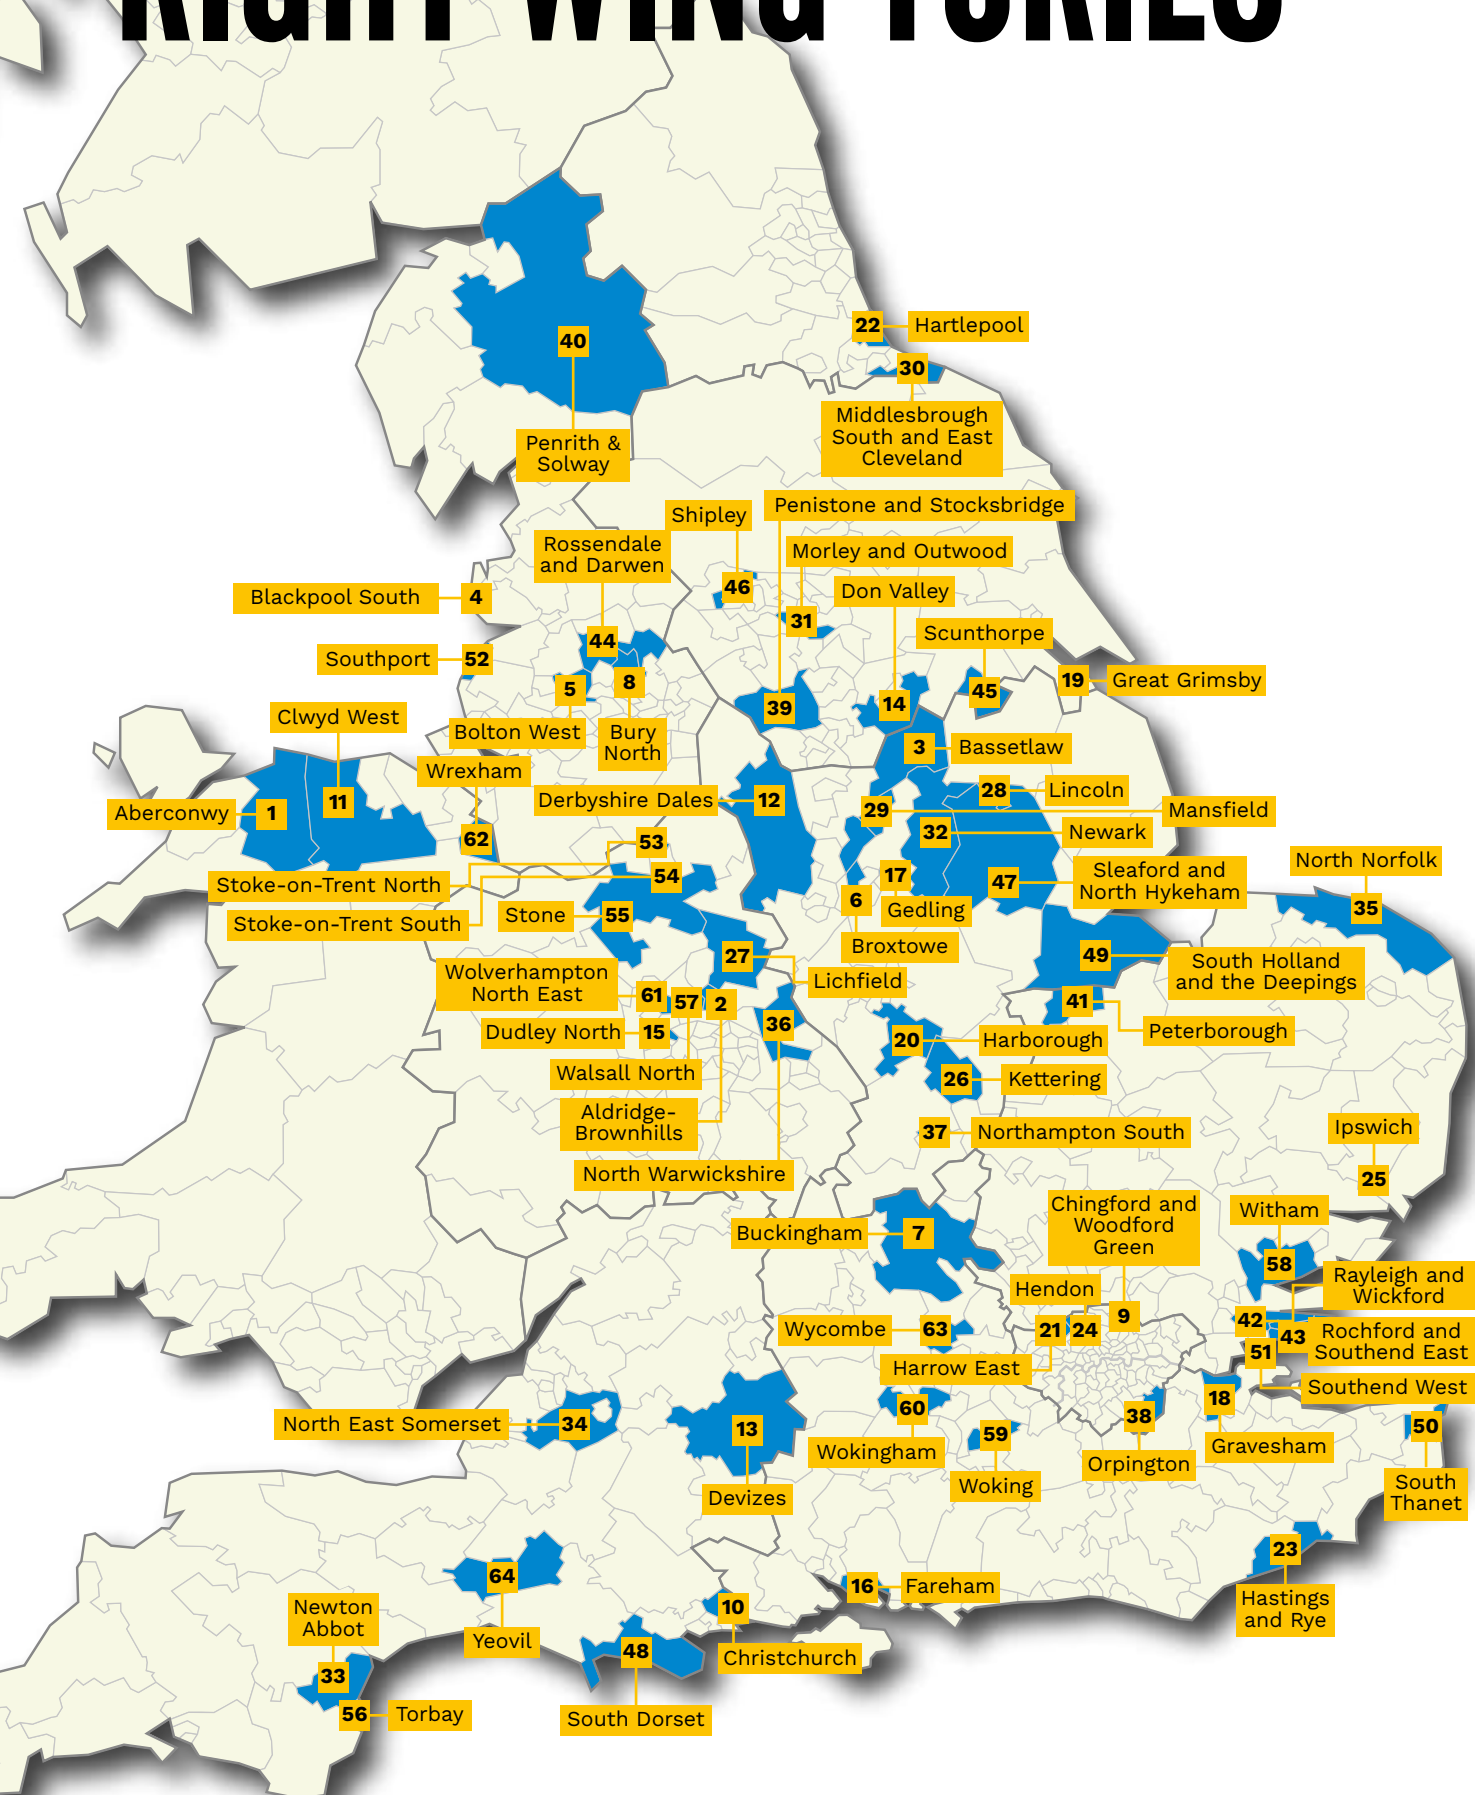 RIGHT WING TORIES
22
Hartlepool
30
40
Middlesbrough
South and East
Cleveland
Penrith &
Solway
Penistone and Stocksbridge
Shipley
Rossendale
and Darwen
Morley and Outwood
46
Don Valley
Blackpool South
4
31
Scunthorpe
44
Southport
52
19
Great Grimsby
5
8
45
39
14
Clwyd West
Bolton West
Bury
North
3
Bassetlaw
Wrexham
28
Lincoln
Derbyshire Dales
12
11
Aberconwy
1
29
Mansfield
32
Newark
62
53
North Norfolk
54
17
47
Sleaford and
North Hykeham
Stoke-on-Trent North
6
35
Gedling
Stone
55
Stoke-on-Trent South
Broxtowe
27
49
South Holland
and the Deepings
Wolverhampton
North East
Lichfield
61
57
2
41
36
Dudley North
15
Peterborough
20
Harborough
Walsall North
26
Kettering
Aldridge-
Brownhills
37
Northampton South
Ipswich
North Warwickshire
25
Chingford and
Woodford
Green
Witham
Buckingham
7
58
Rayleigh and
Wickford
Hendon
9
42
Wycombe
63
21
24
43
Rochford and
Southend East
51
Harrow East
Southend West
60
18
North East Somerset
34
13
38
50
59
Wokingham
Gravesham
Orpington
Woking
South
Thanet
Devizes
23
64
16
Fareham
Newton
Abbot
10
Hastings
and Rye
Yeovil
48
Christchurch
33
56
Torbay
South Dorset